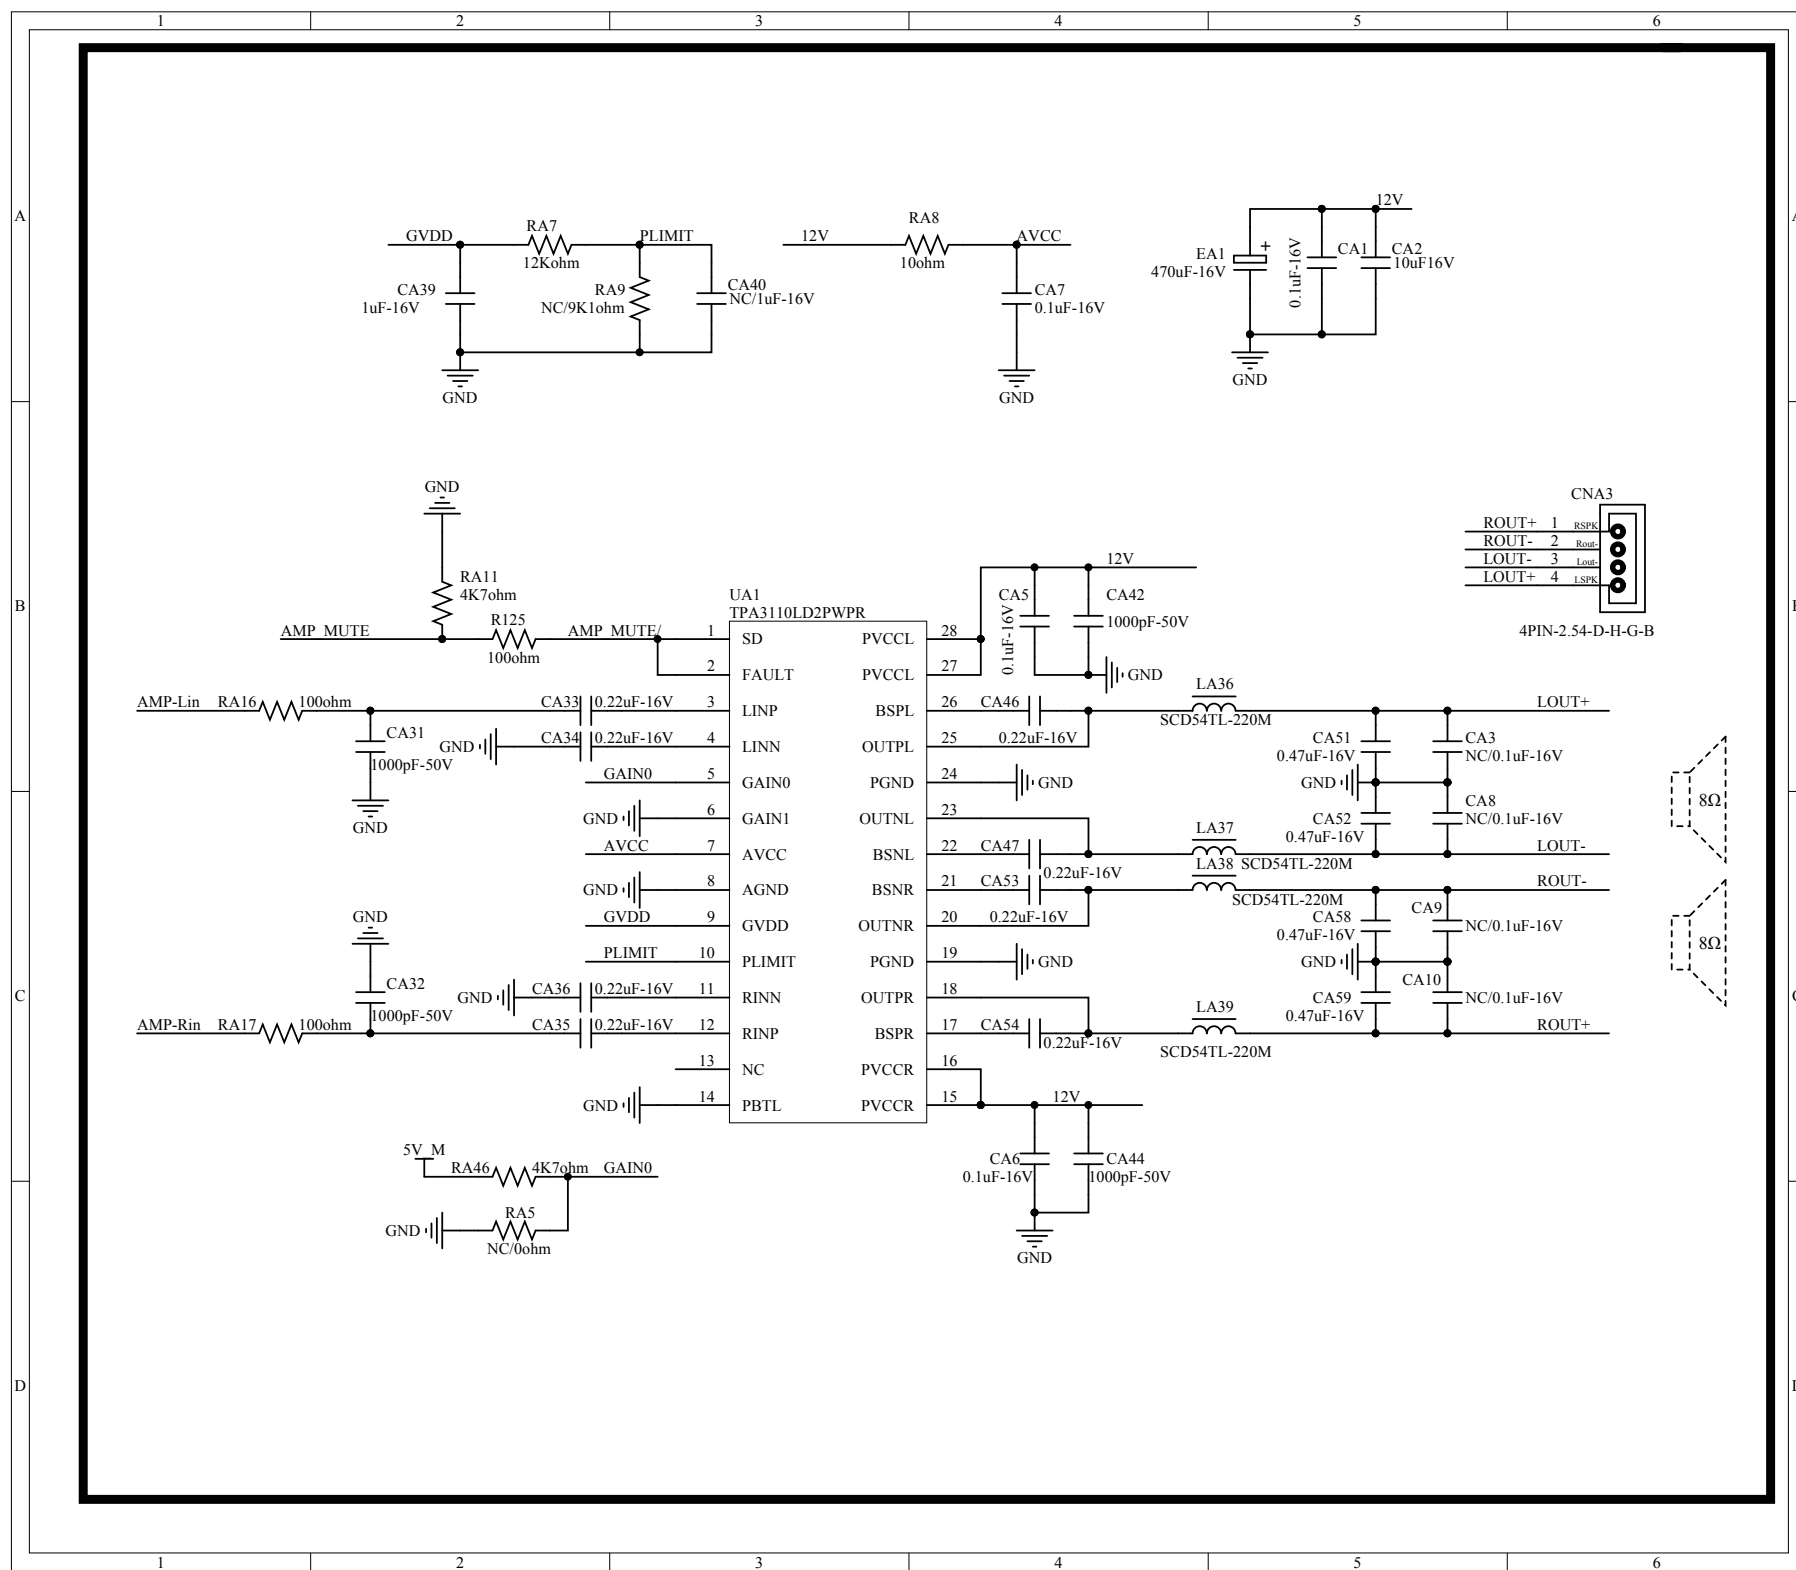 1 2 3 4 5 6
A
B
C
D
GVDD
RA7
12Kohm
PLIMIT
CA39
1uF-16V
RA9
NC/9K1ohm
CA40
NC/1uF-16V
GND
12V
RA8
10ohm
AVCC
CA7
0.1uF-16V
GND
12V
EA1
470uF-16V
+
0.1uF-16V
CA1
CA2
10uF16V
GND
GND
RA11
4K7ohm
AMP_MUTE
R125
100ohm
AMP_MUTE/
AMP-Lin
RA16
100ohm
CA33
0.22uF-16V
CA31
1000pF-50V
GND
GND
CA34
0.22uF-16V
GAIN0
GND
AVCC
GND
GVDD
PLIMIT
GND
CA32
1000pF-50V
GND
CA36
0.22uF-16V
AMP-Rin
RA17
100ohm
CA35
0.22uF-16V
GND
5V_M
RA46
4K7ohm
GAIN0
GND
RA5
NC/0ohm
UA1
TPA3110LD2PWPR
1 SD PVCCL 28
2 FAULT PVCCL 27
3 LINP BSPL 26
4 LINN OUTPL 25
5 GAIN0 PGND 24
6 GAIN1 OUTNL 23
7 AVCC BSNL 22
8 AGND BSNR 21
9 GVDD OUTNR 20
10 PLIMIT PGND 19
11 RINN OUTPR 18
12 RINP BSPR 17
13 NC PVCCR 16
14 PBTL PVCCR 15
12V
CA5
0.1uF-16V
CA42
1000pF-50V
GND
CA46
0.22uF-16V
LA36
SCD54TL-220M
GND
CA47
0.22uF-16V
LA37
SCD54TL-220M
CA53
0.22uF-16V
LA38
SCD54TL-220M
GND
CA54
0.22uF-16V
LA39
SCD54TL-220M
12V
CA6
0.1uF-16V
CA44
1000pF-50V
GND
CNA3
ROUT+ 1 RSPK
ROUT- 2 Rout-
LOUT- 3 Lout-
LOUT+ 4 LSPK
4PIN-2.54-D-H-G-B
LOUT+
CA51
0.47uF-16V
CA3
NC/0.1uF-16V
GND
CA52
0.47uF-16V
CA8
NC/0.1uF-16V
LOUT-
ROUT-
CA58
0.47uF-16V
CA9
NC/0.1uF-16V
GND
CA59
0.47uF-16V
CA10
NC/0.1uF-16V
ROUT+
8Ω
8Ω
1 2 3 4 5 6